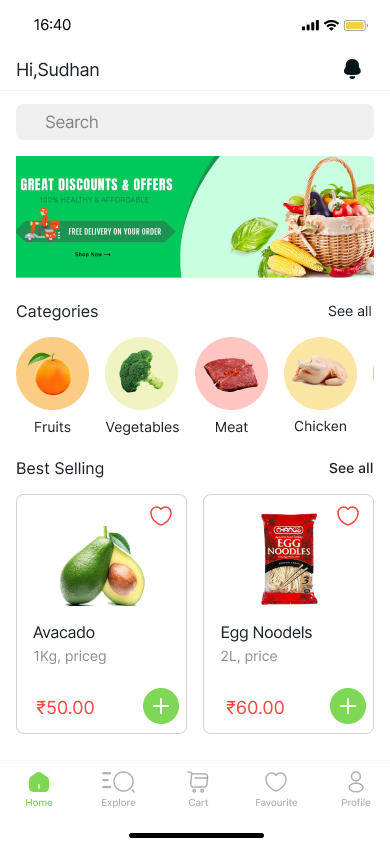 16:40
Hi,Sudhan
Search
GREAT DISCOUNTS & OFFERS
100% HEALTHY & AFFORDABLE
FREE DELIVERY ON YOUR ORDER
Shop Now
Categories
See all
Fruits
Vegetables
Meat
Chicken
Best Selling
See all
EGG
NOODLES
3
Avacado
Egg Noodels
1Kg, priceg
2L, price
₹50.00
₹60.00
Home
Explore
Cart
Favourite
Profile